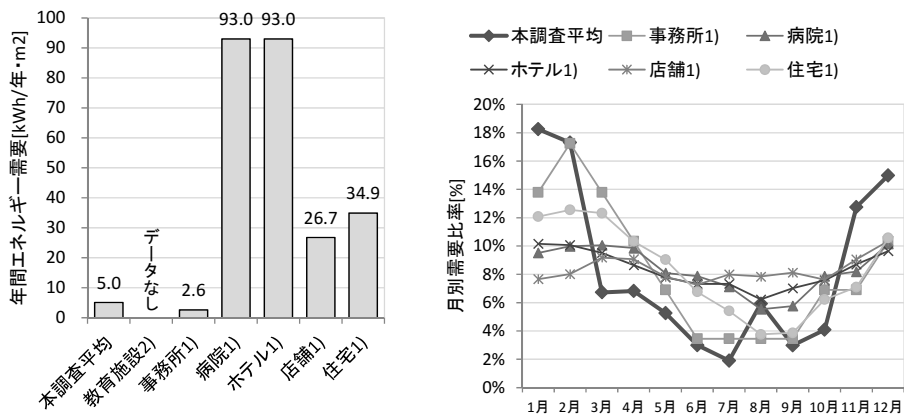 年間エネルギー需要[kWh/年・m2]
100
90
80
70
60
50
40
30
20
10
0
5.0
データなし
2.6
93.0
93.0
26.7
34.9
本調査平均
教育施設2)
事務所1)
病院1)
ホテル1)
店舗1)
住宅1)
本調査平均 事務所1) 病院1)
ホテル1) 店舗1) 住宅1)
月別需要比率[%]
20%
18%
16%
14%
12%
10%
8%
6%
4%
2%
0%
1月 2月 3月 4月 5月 6月 7月 8月 9月 10月 11月 12月